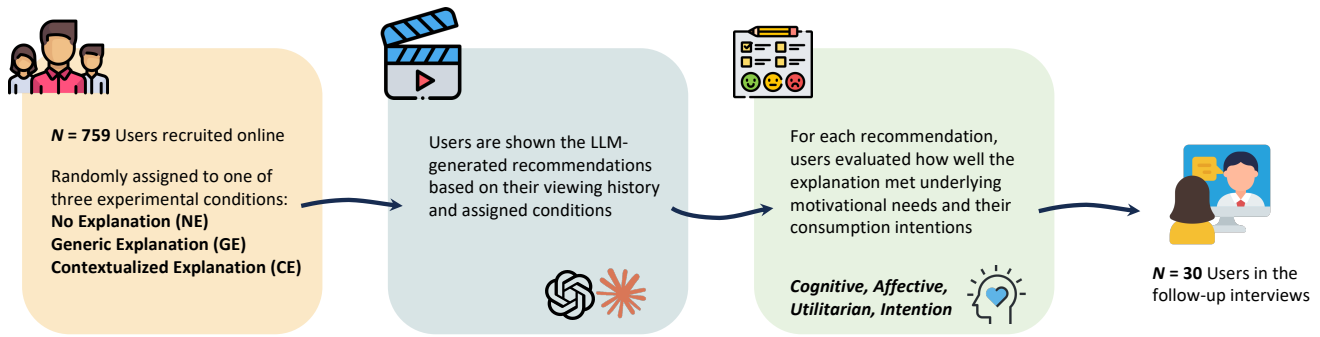 N = 759 Users recruited online
Randomly assigned to one of
three experimental conditions:
No Explanation (NE)
Generic Explanation (GE)
Contextualized Explanation (CE)
Users are shown the LLM-
generated recommendations
based on their viewing history
and assigned conditions
For each recommendation,
users evaluated how well the
explanation met underlying
motivational needs and their
consumption intentions
Cognitive, Affective,
Utilitarian, Intention
N = 30 Users in the
follow-up interviews